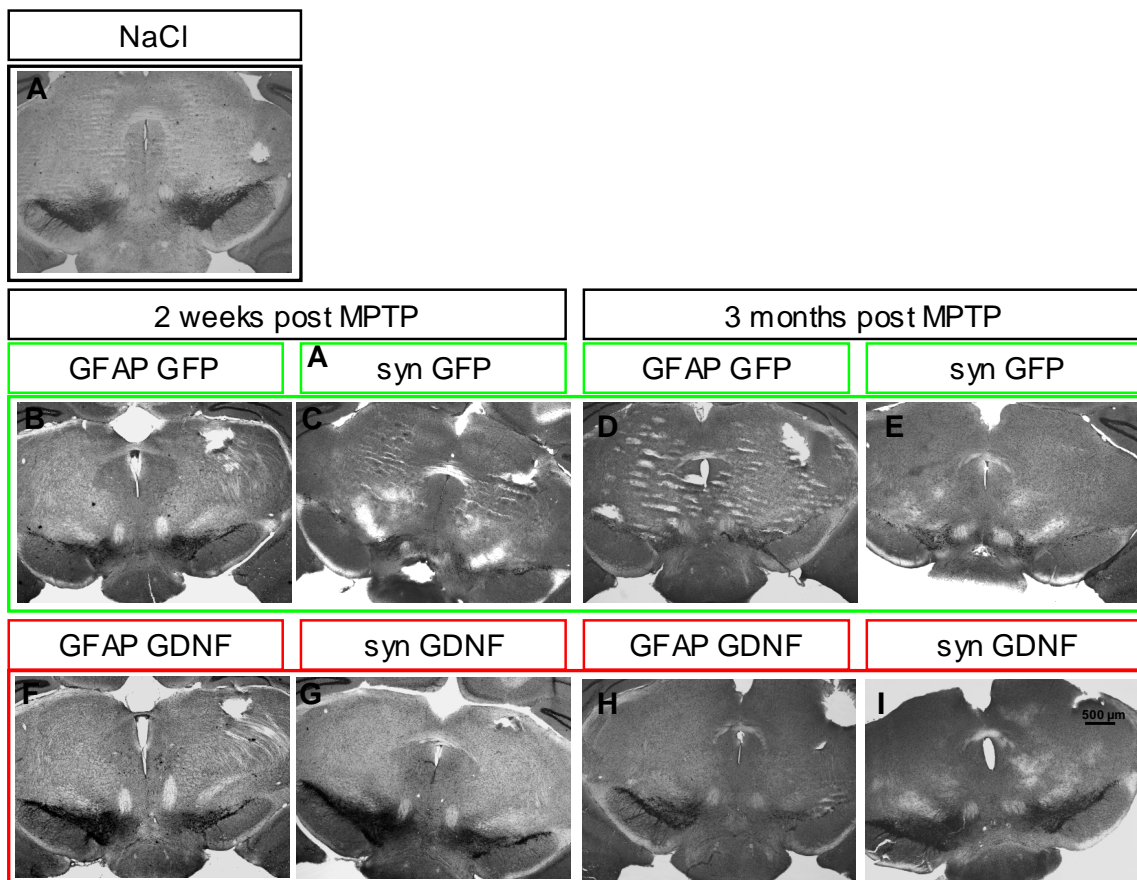 NaCl
A
2 weeks post MPTP
3 months post MPTP
GFAP GFP
A
syn GFP
GFAP GFP
syn GFP
B
C
D
E
GFAP GDNF
syn GDNF
GFAP GDNF
syn GDNF
F
G
H
I
500 µm